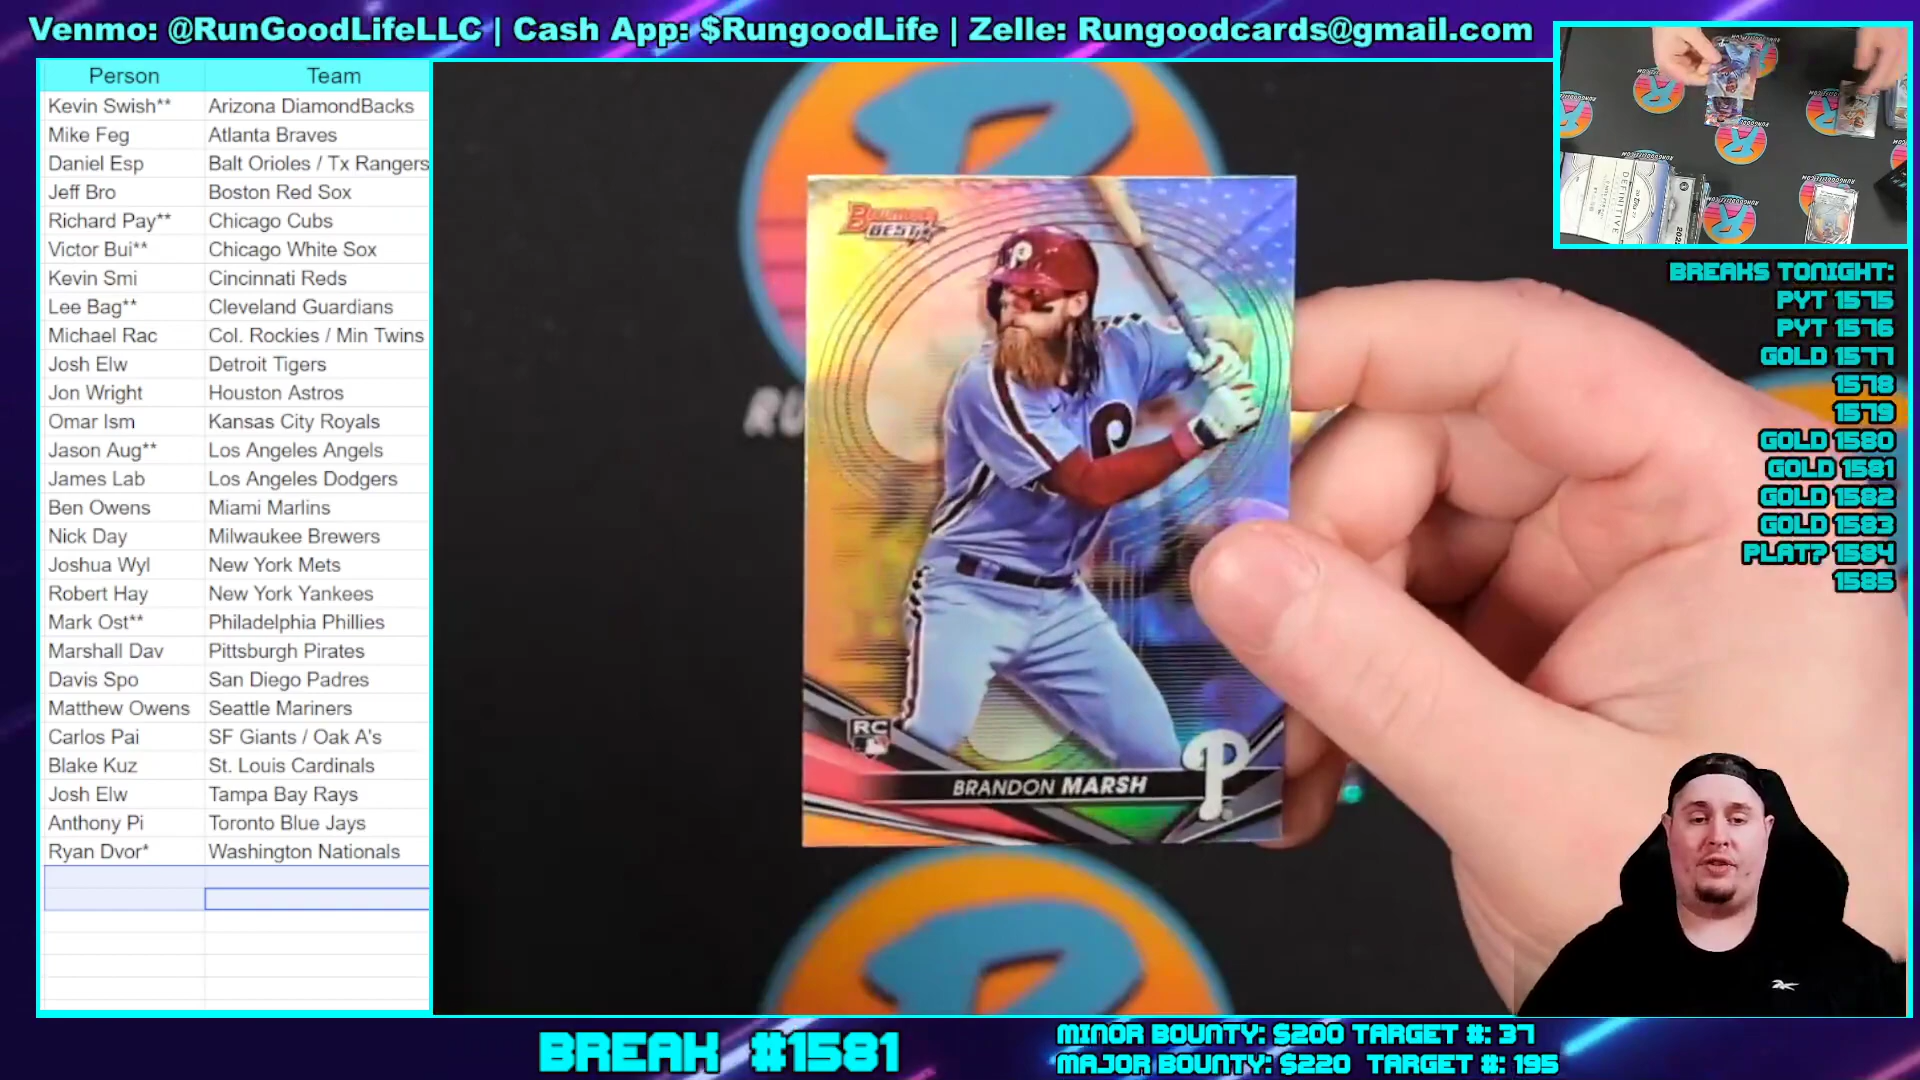 Venmo: @RunGoodLifeLLC | Cash App: $RungoodLife | Zelle: Rungoodcards@gmail.com
Person Team
Kevin Swish** Arizona DiamondBacks
Mike Feg Atlanta Braves
Daniel Esp Balt Orioles / Tx Rangers
Jeff Bro Boston Red Sox
Richard Pay** Chicago Cubs
Victor Bui** Chicago White Sox
Kevin Smi Cincinnati Reds
Lee Bag** Cleveland Guardians
Michael Rac Col. Rockies / Min Twins
Josh Elw Detroit Tigers
Jon Wright Houston Astros
Omar Ism Kansas City Royals
Jason Aug** Los Angeles Angels
James Lab Los Angeles Dodgers
Ben Owens Miami Marlins
Nick Day Milwaukee Brewers
Joshua Wyl New York Mets
Robert Hay New York Yankees
Mark Ost** Philadelphia Phillies
Marshall Dav Pittsburgh Pirates
Davis Spo San Diego Padres
Matthew Owens Seattle Mariners
Carlos Pai SF Giants / Oak A's
Blake Kuz St. Louis Cardinals
Josh Elw Tampa Bay Rays
Anthony Pi Toronto Blue Jays
Ryan Dvor* Washington Nationals
BOWMAN'S
BEST
P
P
RU
RC
BRANDON MARSH
P
DEFINITIVE
BREAKS TONIGHT:
PYT 1575
PYT 1576
GOLD 1577
1578
1579
GOLD 1580
GOLD 1581
GOLD 1582
GOLD 1583
PLAT? 1584
1585
BREAK #1581
MINOR BOUNTY: $200 TARGET #: 37
MAJOR BOUNTY: $220 TARGET #: 195